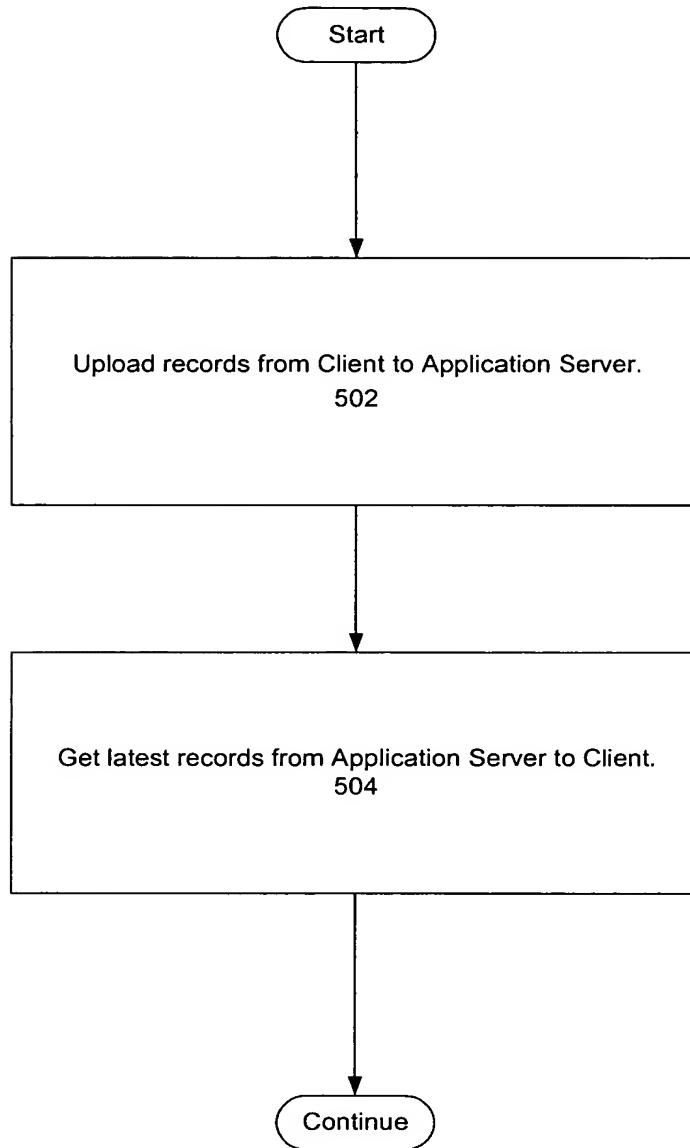 Start
Upload records from Client to Application Server.
502
Get latest records from Application Server to Client.
504
Continue